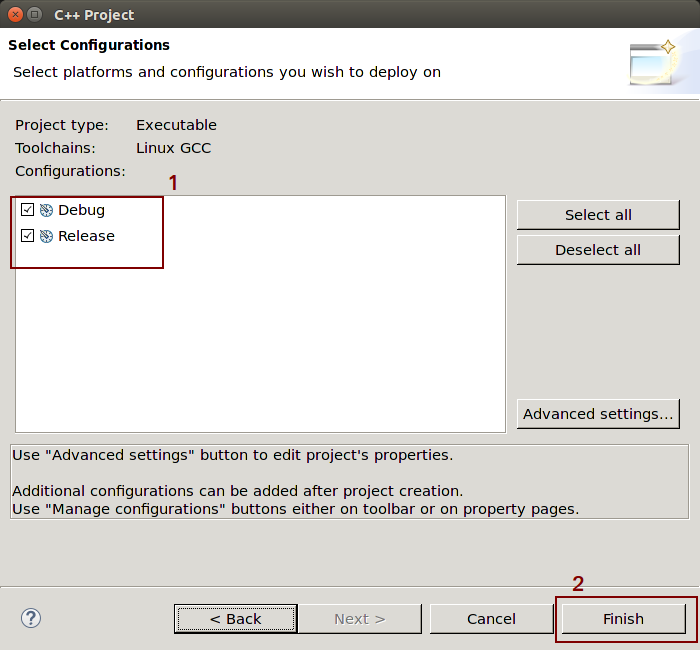 C++ Project
Select Configurations
Select platforms and configurations you wish to deploy on
Project type: Executable
Toolchains: Linux GCC
Configurations:
1
Debug
Release
Select all
Deselect all
Advanced settings...
Use "Advanced settings" button to edit project's properties.
Additional configurations can be added after project creation.
Use "Manage configurations" buttons either on toolbar or on property pages.
2
?
< Back
Next >
Cancel
Finish